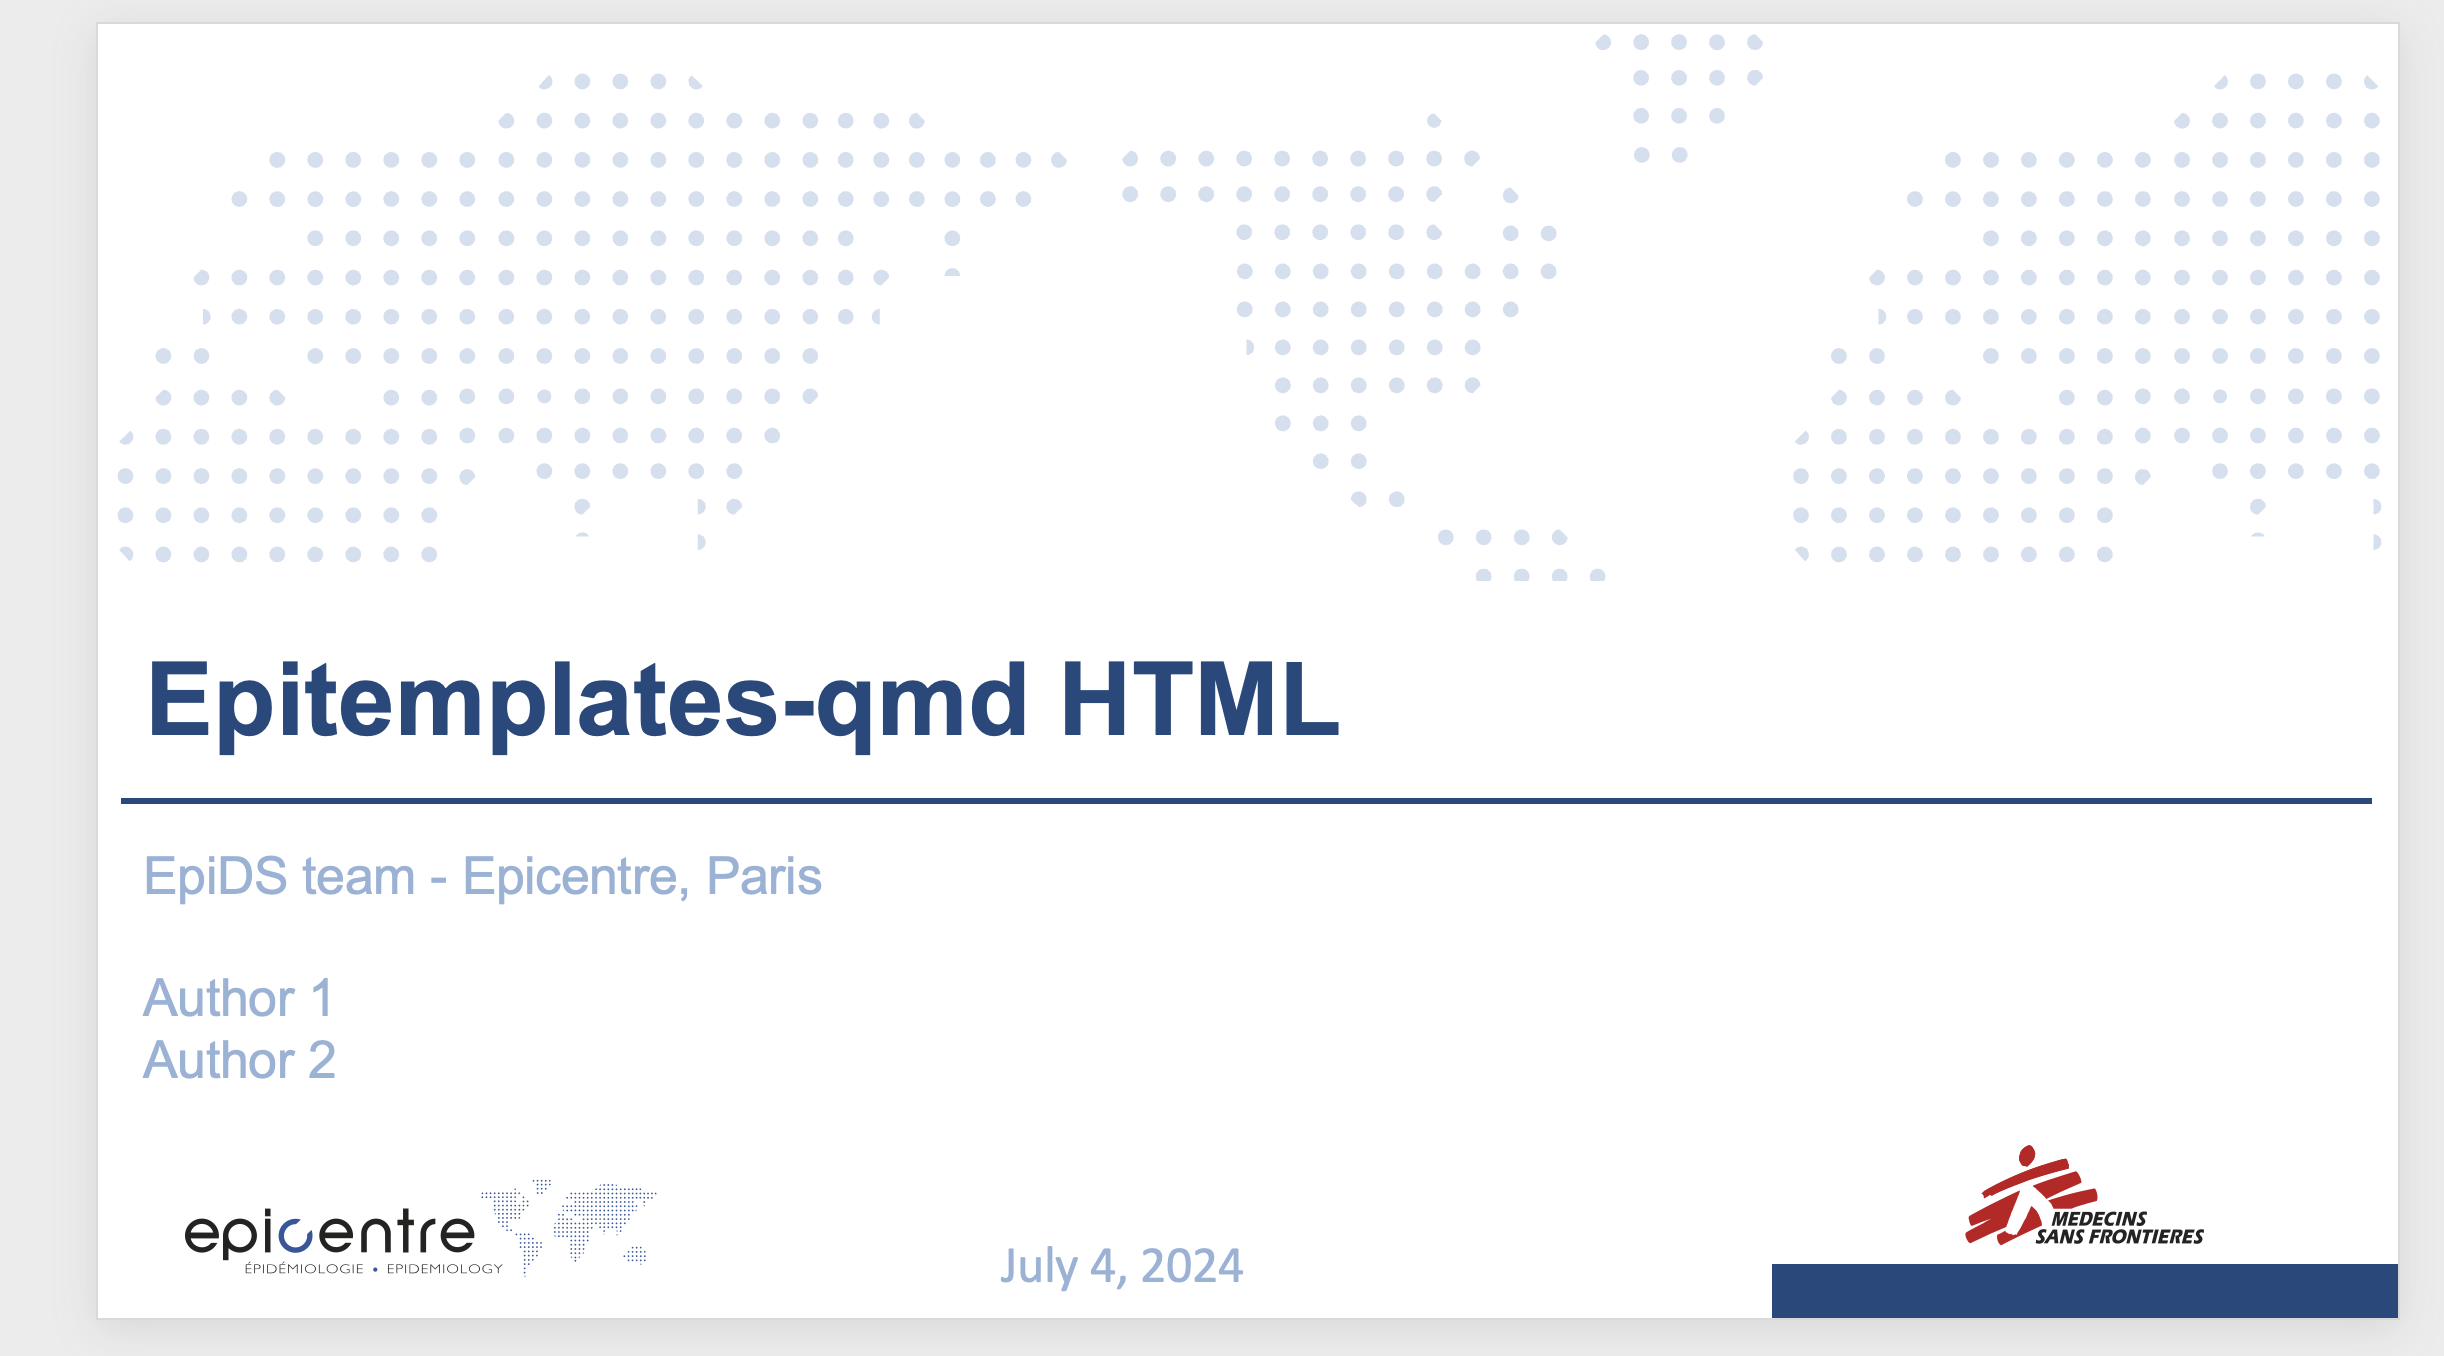 Epitemplates-qmd HTML
EpiDS team - Epicentre, Paris
Author 1
Author 2
epicentre
ÉPIDÉMIOLOGIE • EPIDEMIOLOGY
July 4, 2024
MEDECINS
SANS FRONTIERES